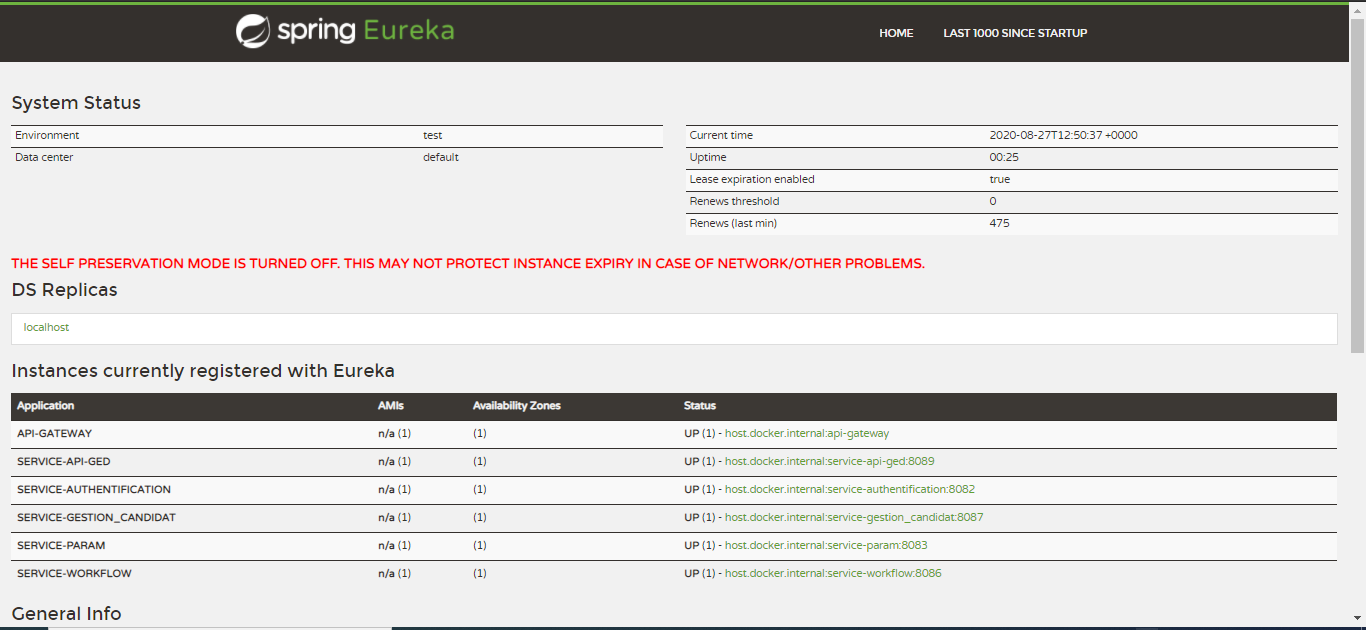 spring Eureka HOME LAST 1000 SINCE STARTUP
System Status
Environment test
Data center default
Current time 2020-08-27T12:50:37 +0000
Uptime 00:25
Lease expiration enabled true
Renews threshold 0
Renews (last min) 475
THE SELF PRESERVATION MODE IS TURNED OFF. THIS MAY NOT PROTECT INSTANCE EXPIRY IN CASE OF NETWORK/OTHER PROBLEMS.
DS Replicas
localhost
Instances currently registered with Eureka
Application AMIs Availability Zones Status
API-GATEWAY n/a (1) (1) UP (1) - host.docker.internal:api-gateway
SERVICE-API-GED n/a (1) (1) UP (1) - host.docker.internal:service-api-ged:8089
SERVICE-AUTHENTIFICATION n/a (1) (1) UP (1) - host.docker.internal:service-authentification:8082
SERVICE-GESTION_CANDIDAT n/a (1) (1) UP (1) - host.docker.internal:service-gestion_candidat:8087
SERVICE-PARAM n/a (1) (1) UP (1) - host.docker.internal:service-param:8083
SERVICE-WORKFLOW n/a (1) (1) UP (1) - host.docker.internal:service-workflow:8086
General Info